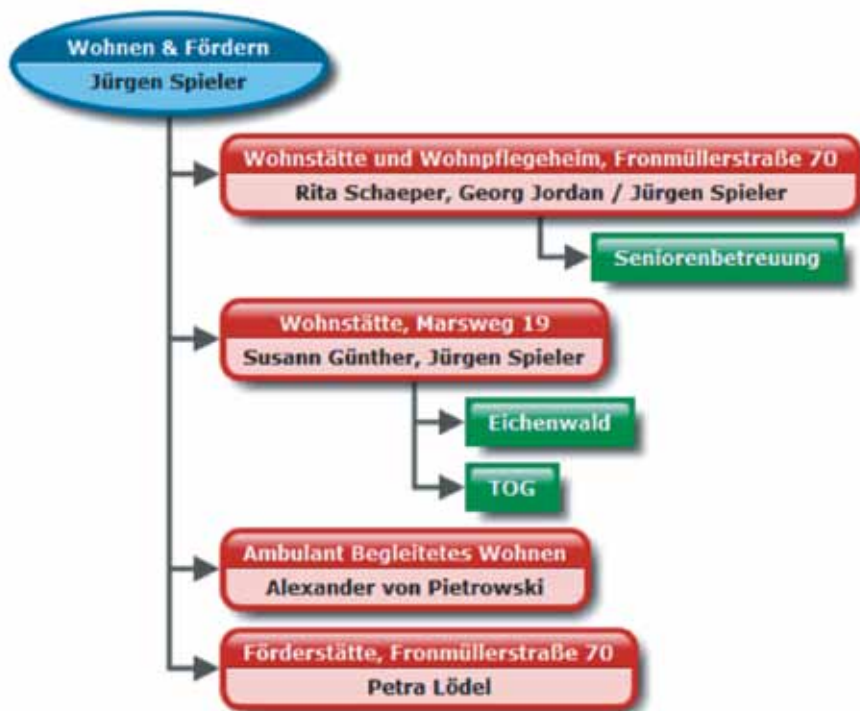 Wohnen & Fördern
Jürgen Spieler
Wohnstätte und Wohnpflegeheim, Fronmüllerstraße 70
Rita Schaeper, Georg Jordan / Jürgen Spieler
Seniorenbetreuung
Wohnstätte, Marsweg 19
Susann Günther, Jürgen Spieler
Eichenwald
TOG
Ambulant Begleitetes Wohnen
Alexander von Pietrowski
Förderstätte, Fronmüllerstraße 70
Petra Lödel